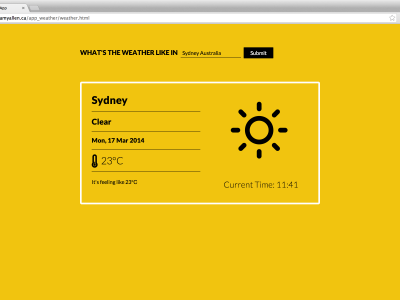 App
amyallen.ca/app_weather/weather.html
WHAT'S THE WEATHER LIKE IN Sydney Australia Submit
Sydney
Clear
Mon, 17 Mar 2014
23°C
It's feeling like 23°C
Current Time: 11:41